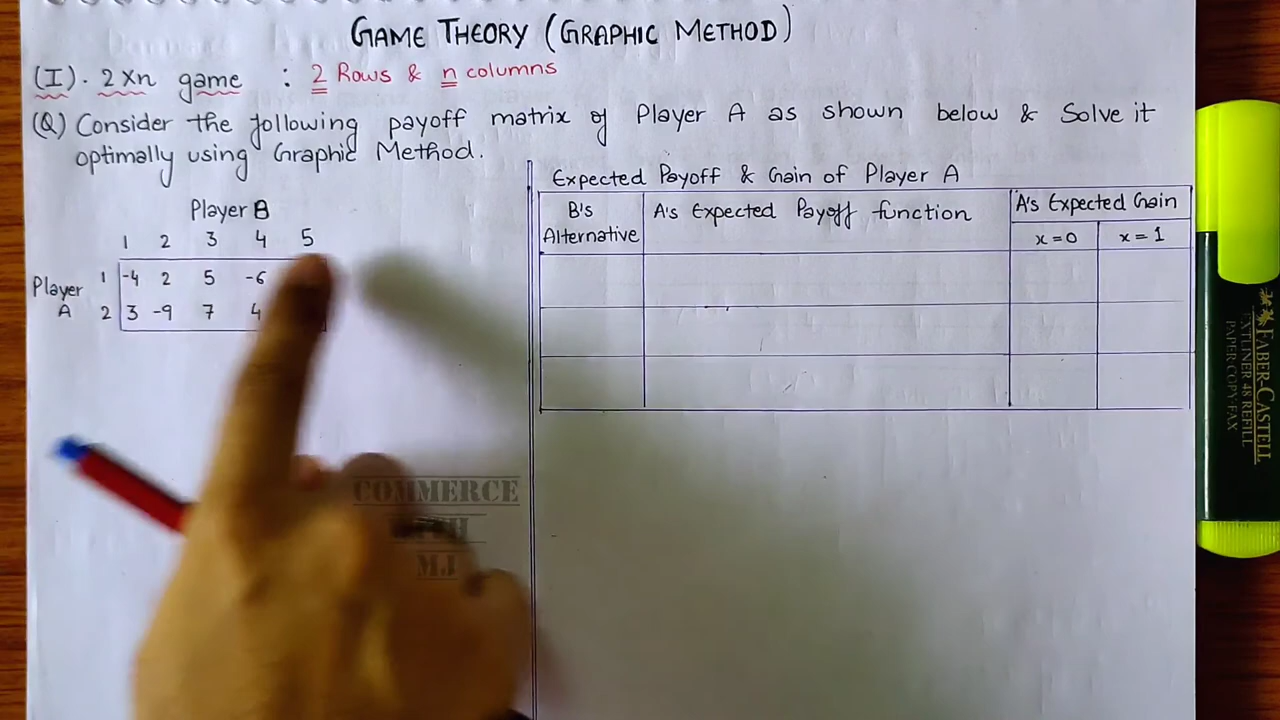 GAME THEORY (GRAPHIC METHOD)
(I). 2xn game : 2 Rows & n columns
(Q) Consider the following payoff matrix of Player A as shown below & Solve it
optimally using Graphic Method.
Player B
1 2 3 4 5
Player 1 -4 2 5 -6
A 2 3 -9 7 4
Expected Payoff & Gain of Player A
B's Alternative
A's Expected Payoff function
A's Expected Gain
x=0 x=1
COMMERCE
MJ
FABER-CASTELL
TEXTLINER 48 REFILL
PAPER COPY FAX